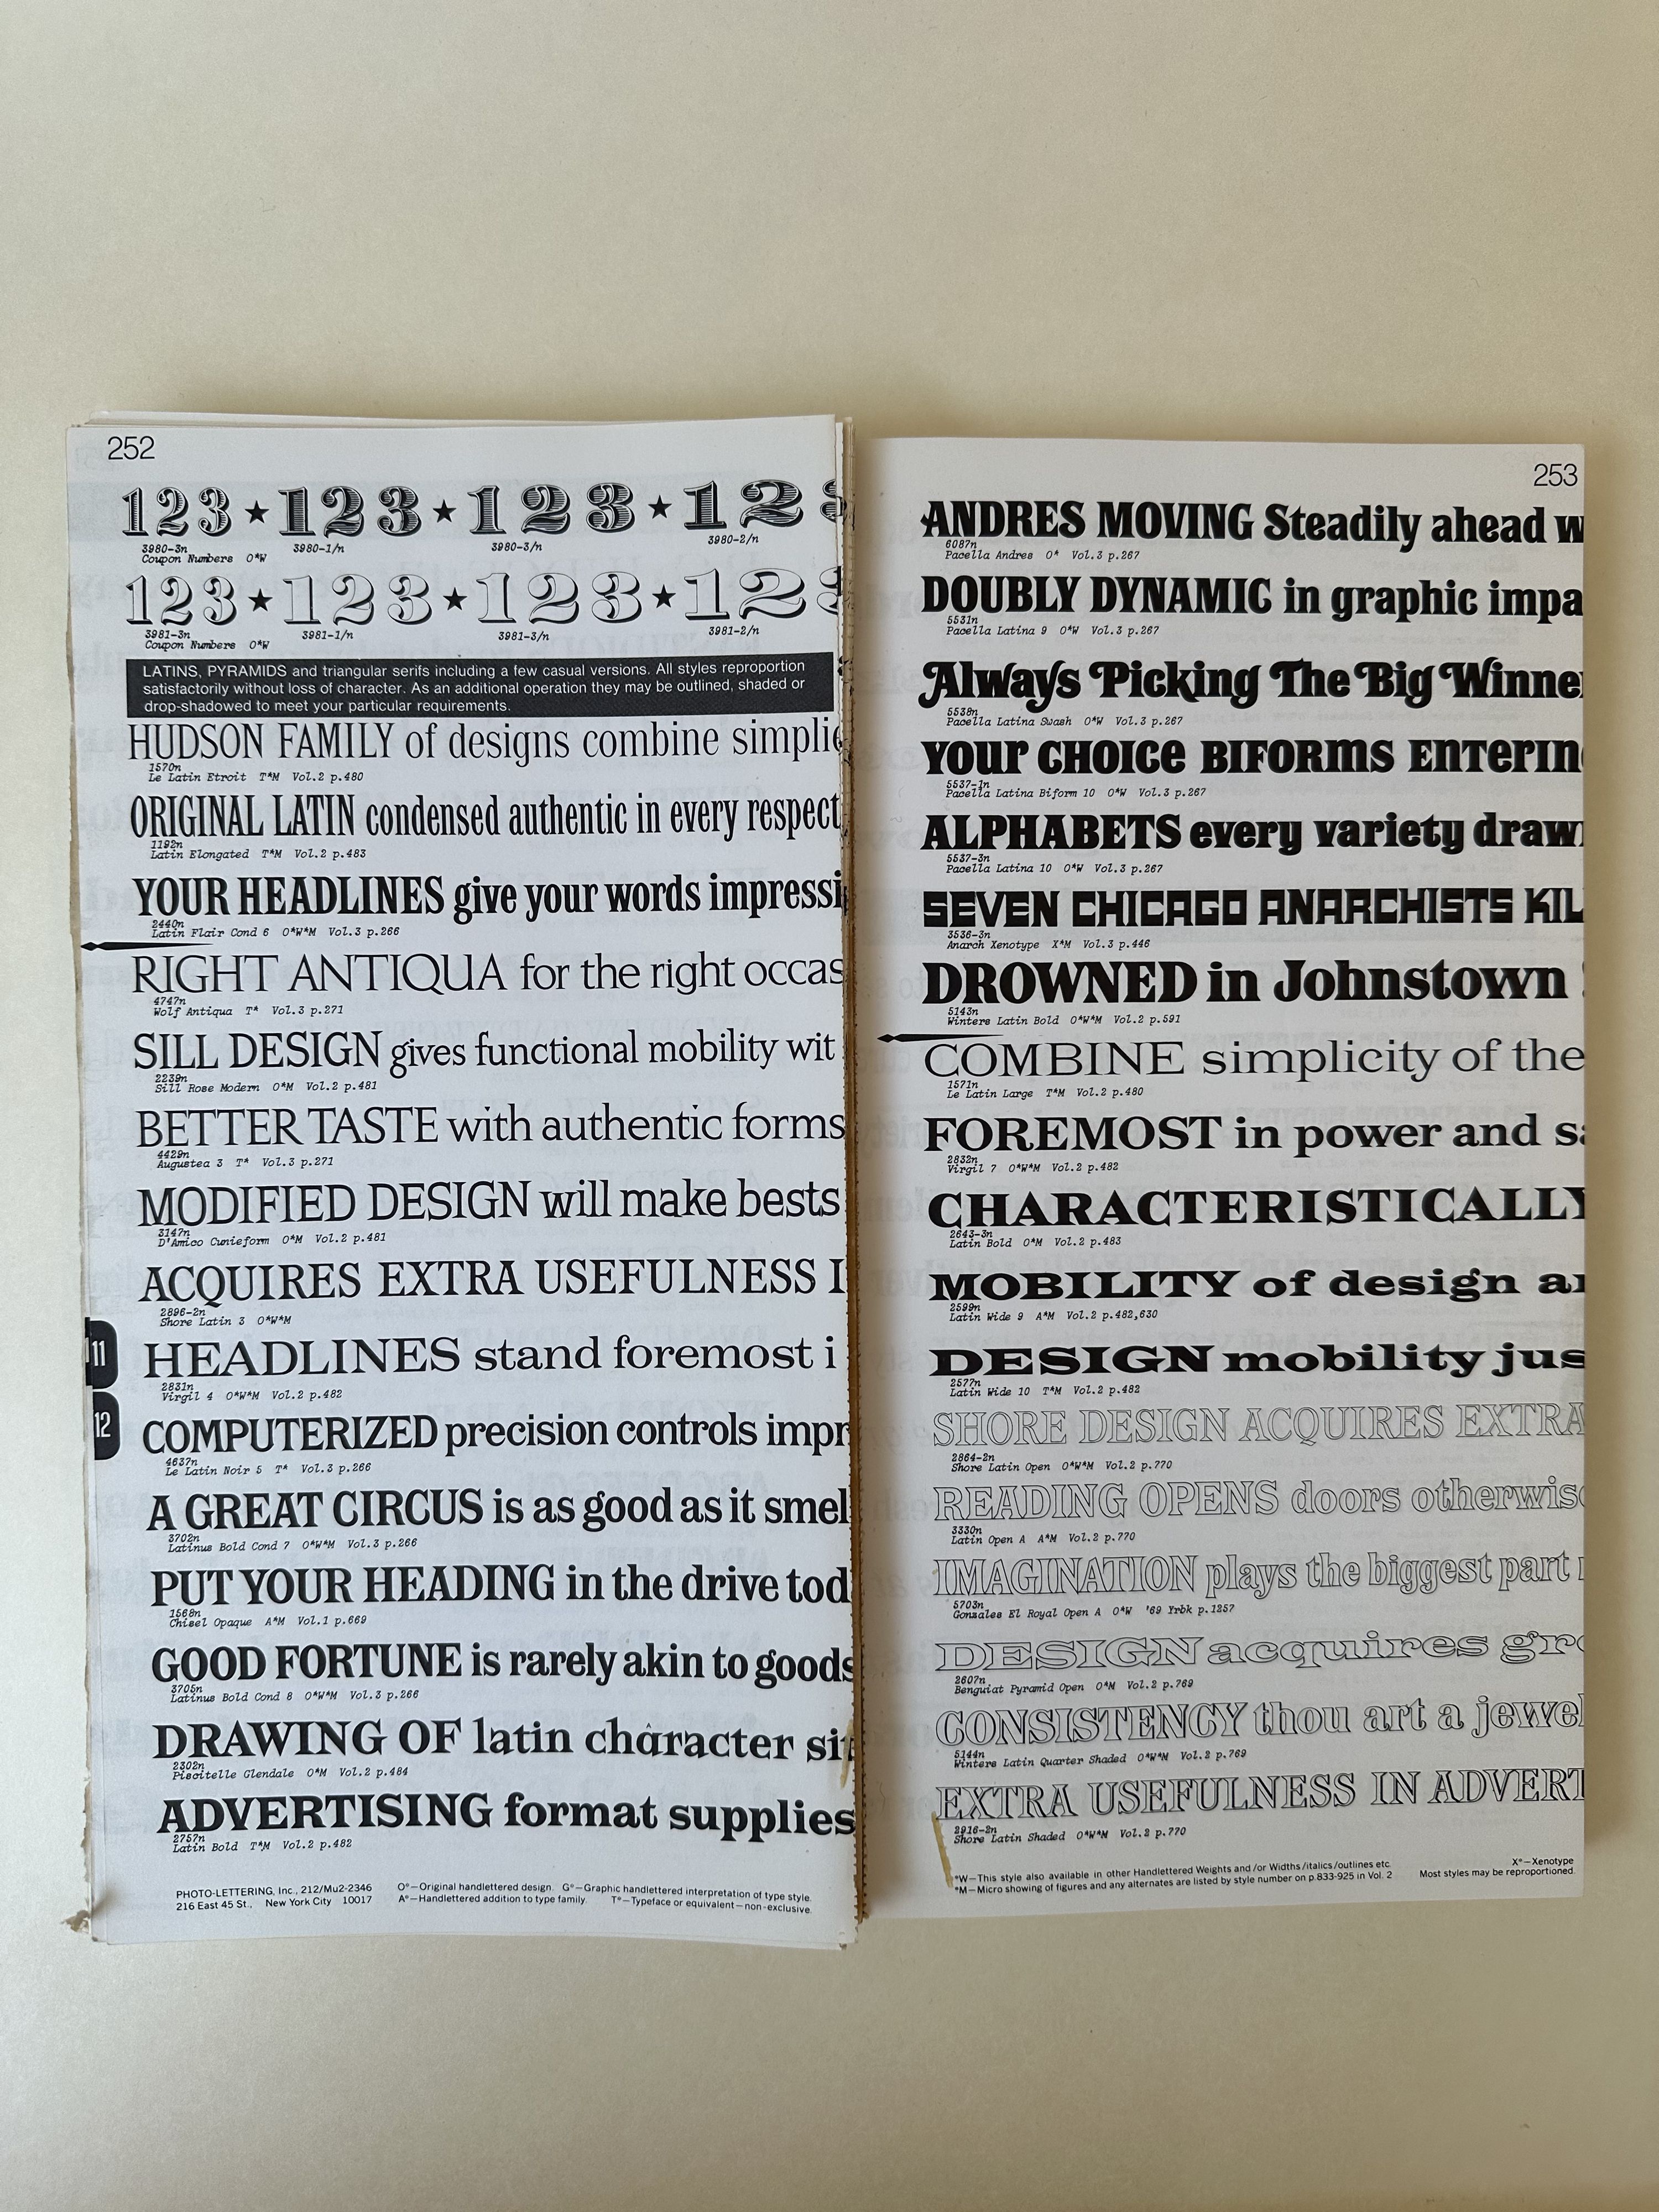 252
123 ★ 123 ★ 123 ★ 12
3980-3n 3980-1/n 3980-3/n 3980-2/n
Coupon Numbers O*W
123 ★ 123 ★ 123 ★ 12
3981-3n 3981-1/n 3981-3/n 3981-2/n
Coupon Numbers O*W
LATINS, PYRAMIDS and triangular serifs including a few casual versions. All styles reproportion
satisfactorily without loss of character. As an additional operation they may be outlined, shaded or
drop-shadowed to meet your particular requirements.
HUDSON FAMILY of designs combine simplic
1570n
Le Latin Etroit T*M Vol.2 p.480
ORIGINAL LATIN condensed authentic in every respect
1192n
Latin Elongated T*M Vol.2 p.483
YOUR HEADLINES give your words impressi
2440n
Latin Flair Cond 6 O*W*M Vol.3 p.266
RIGHT ANTIQUA for the right occas
4747n
Wolf Antiqua T* Vol.3 p.271
SILL DESIGN gives functional mobility wit
2239n
Sill Rose Modern O*M Vol.2 p.481
BETTER TASTE with authentic forms
4429n
Augustea 3 T* Vol.3 p.271
MODIFIED DESIGN will make bests
3147n
D'Amico Cunieform O*M Vol.2 p.481
ACQUIRES EXTRA USEFULNESS I
2896-2n
Shore Latin 3 O*W*M
11
HEADLINES stand foremost i
2831n
Virgil 4 O*W*M Vol.2 p.482
12
COMPUTERIZED precision controls impr
4637n
Le Latin Noir 5 T* Vol.3 p.266
A GREAT CIRCUS is as good as it smel
3702n
Latinus Bold Cond 7 O*W*M Vol.3 p.266
PUT YOUR HEADING in the drive tod
1568n
Chisel Opaque A*M Vol.1 p.669
GOOD FORTUNE is rarely akin to goods
3705n
Latinus Bold Cond 8 O*W*M Vol.3 p.266
DRAWING OF latin character sit
2302n
Piscitelle Glendale O*M Vol.2 p.484
ADVERTISING format supplies
2757n
Latin Bold T*M Vol.2 p.482
PHOTO-LETTERING, Inc., 212/Mu2-2346
216 East 45 St., New York City 10017
O*—Original handlettered design. G*—Graphic handlettered interpretation of type style.
A*—Handlettered addition to type family. T*—Typeface or equivalent—non-exclusive.
253
ANDRES MOVING Steadily ahead w
6087n
Pacella Andres O* Vol.3 p.267
DOUBLY DYNAMIC in graphic impa
5531n
Pacella Latina 9 O*W Vol.3 p.267
Always Picking The Big Winne
5538n
Pacella Latina Swash O*W Vol.3 p.267
YOur CHOICe BIFORms ENTerIN
5537-1n
Pacella Latina Biform 10 O*W Vol.3 p.267
ALPHABETS every variety draw
5537-3n
Pacella Latina 10 O*W Vol.3 p.267
SEVEN CHICAGO ANARCHISTS KIL
3536-3n
Anarch Xenotype X*M Vol.3 p.446
DROWNED in Johnstown
5143n
Winters Latin Bold O*W*M Vol.2 p.591
COMBINE simplicity of the
1571n
Le Latin Large T*M Vol.2 p.480
FOREMOST in power and sa
2832n
Virgil 7 O*W*M Vol.2 p.482
CHARACTERISTICALLY
2643-3n
Latin Bold O*M Vol.2 p.483
MOBILITY of design an
2599n
Latin Wide 9 A*M Vol.2 p.482,630
DESIGN mobility jus
2577n
Latin Wide 10 T*M Vol.2 p.482
SHORE DESIGN ACQUIRES EXTRA
2864-2n
Shore Latin Open O*W*M Vol.2 p.770
READING OPENS doors otherwise
3330n
Latin Open A A*M Vol.2 p.770
IMAGINATION plays the biggest part
5703n
Gonzales El Royal Open A O*W '69 Yrbk p.1257
DESIGN acquires gre
2607n
Benguiat Pyramid Open O*M Vol.2 p.769
CONSISTENCY thou art a jewel
5144n
Winters Latin Quarter Shaded O*W*M Vol.2 p.769
EXTRA USEFULNESS IN ADVERT
2916-2n
Shore Latin Shaded O*W*M Vol.2 p.770
*W—This style also available in other Handlettered Weights and/or Widths/italics/outlines etc.
*M—Micro showing of figures and any alternates are listed by style number on p.833-925 in Vol. 2
X*—Xenotype
Most styles may be reproportioned.